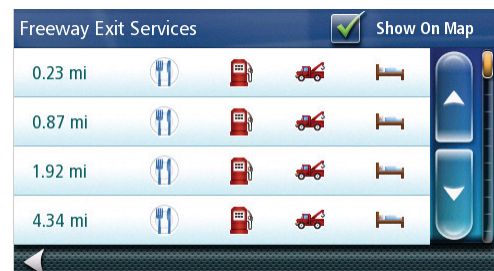 Freeway Exit Services
Show On Map
0.23 mi
0.87 mi
1.92 mi
4.34 mi